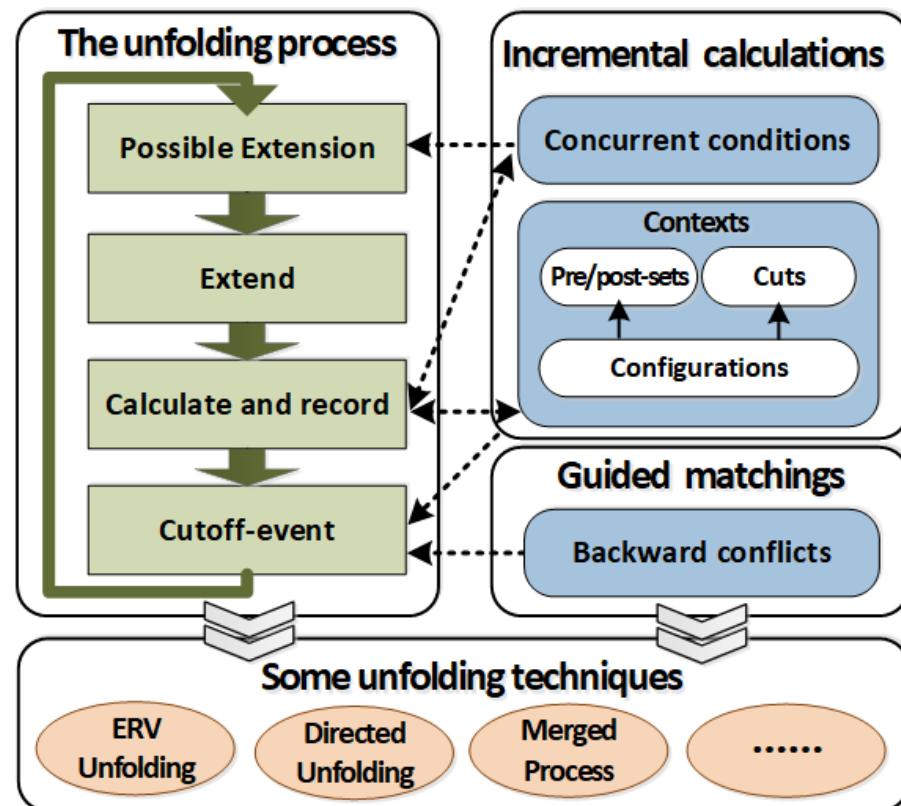 The unfolding process
Possible Extension
Extend
Calculate and record
Cutoff-event
Incremental calculations
Concurrent conditions
Contexts
Pre/post-sets
Cuts
Configurations
Guided matchings
Backward conflicts
Some unfolding techniques
ERV
Unfolding
Directed
Unfolding
Merged
Process
......